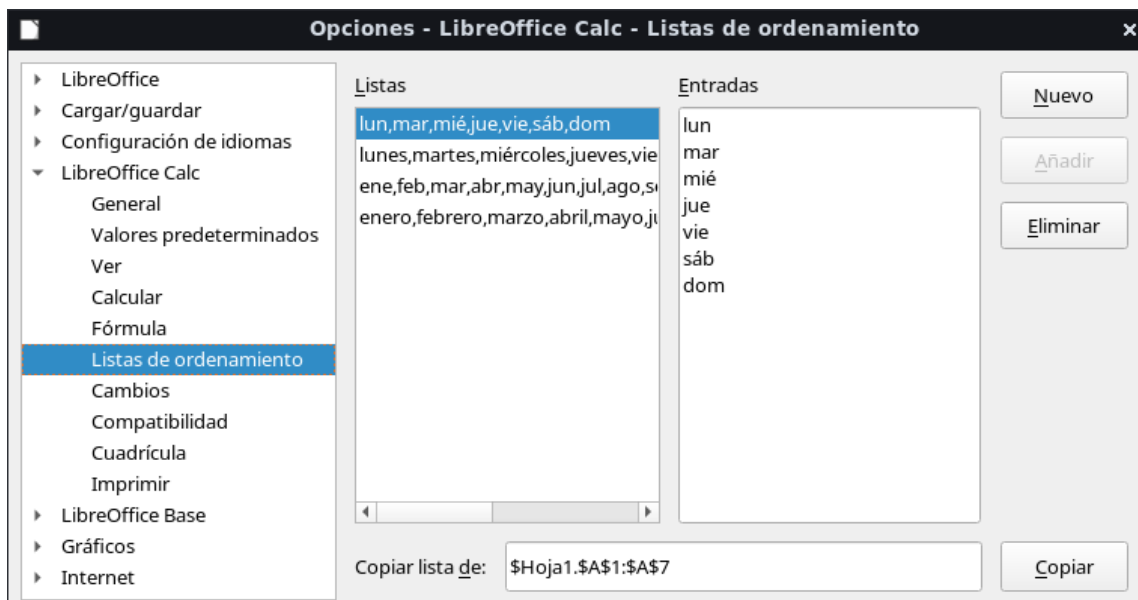 Opciones - LibreOffice Calc - Listas de ordenamiento
LibreOffice
Cargar/guardar
Configuración de idiomas
LibreOffice Calc
General
Valores predeterminados
Ver
Calcular
Fórmula
Listas de ordenamiento
Cambios
Compatibilidad
Cuadrícula
Imprimir
LibreOffice Base
Gráficos
Internet
Listas
lun,mar,mié,jue,vie,sáb,dom
lunes,martes,miércoles,jueves,vie
ene,feb,mar,abr,may,jun,jul,ago,s
enero,febrero,marzo,abril,mayo,j
Entradas
lun
mar
mié
jue
vie
sáb
dom
Nuevo
Añadir
Eliminar
Copiar lista de:
$Hoja1.$A$1:$A$7
Copiar